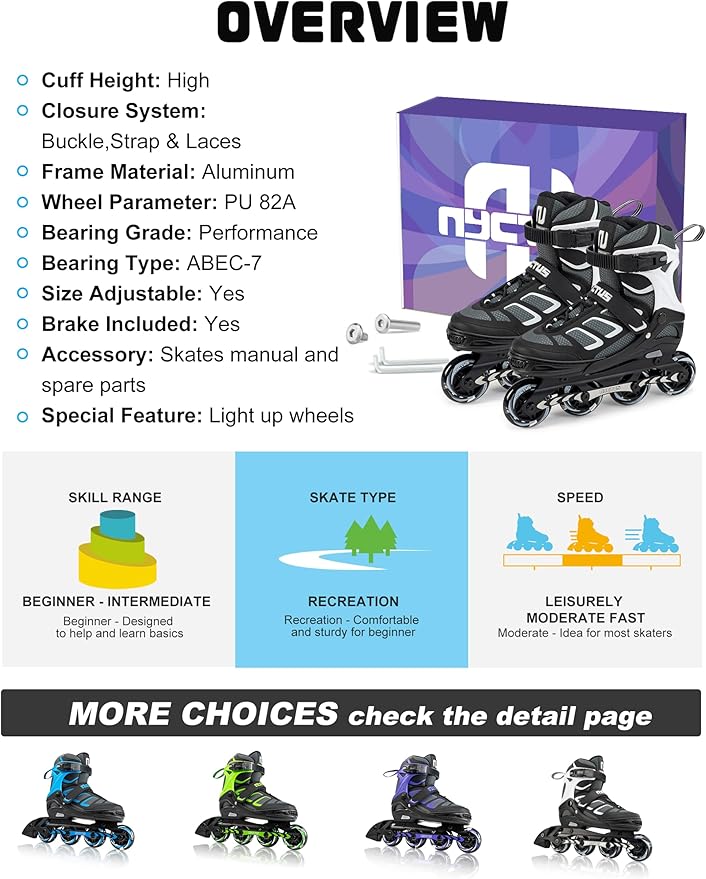 OVERVIEW
Cuff Height: High
Closure System:
Buckle,Strap & Laces
Frame Material: Aluminum
Wheel Parameter: PU 82A
Bearing Grade: Performance
Bearing Type: ABEC-7
Size Adjustable: Yes
Brake Included: Yes
Accessory: Skates manual and
spare parts
Special Feature: Light up wheels
SKILL RANGE
BEGINNER - INTERMEDIATE
Beginner - Designed
to help and learn basics
SKATE TYPE
RECREATION
Recreation - Comfortable
and sturdy for beginner
SPEED
LEISURELY
MODERATE FAST
Moderate - Idea for most skaters
MORE CHOICES check the detail page